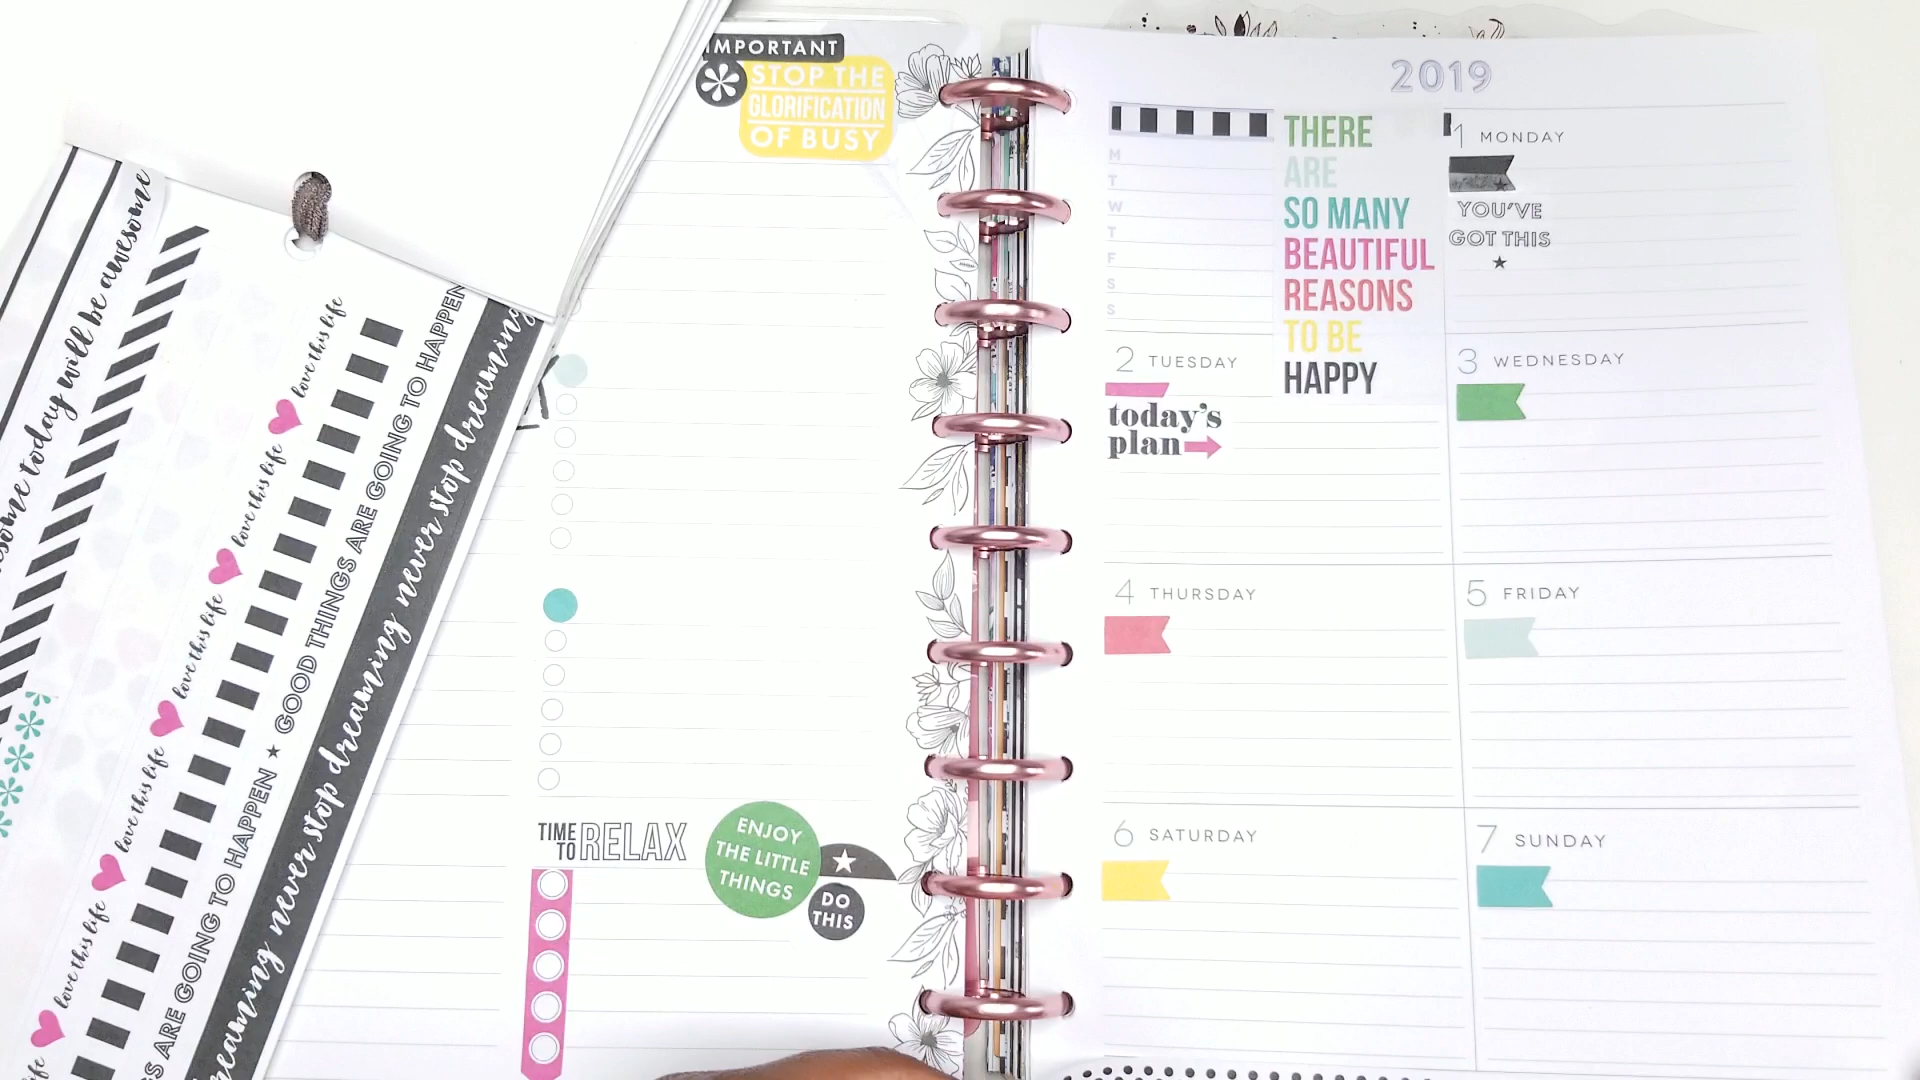 IMPORTANT
STOP THE
GLORIFICATION
OF BUSY
TIME
TO RELAX
ENJOY
THE LITTLE
THINGS
DO
THIS
some today will be awesome
love this life
love this life
love this life
love this life
love this life
love this life
life
GS ARE GOING TO HAPPEN ★ GOOD THINGS ARE GOING TO HAPPEN
dreaming never stop dreaming never stop dreaming
2019
M
T
W
T
F
S
S
THERE
ARE
SO MANY
BEAUTIFUL
REASONS
TO BE
HAPPY
1 MONDAY
YOU'VE
GOT THIS
2 TUESDAY
today's
plan
3 WEDNESDAY
4 THURSDAY
5 FRIDAY
6 SATURDAY
7 SUNDAY